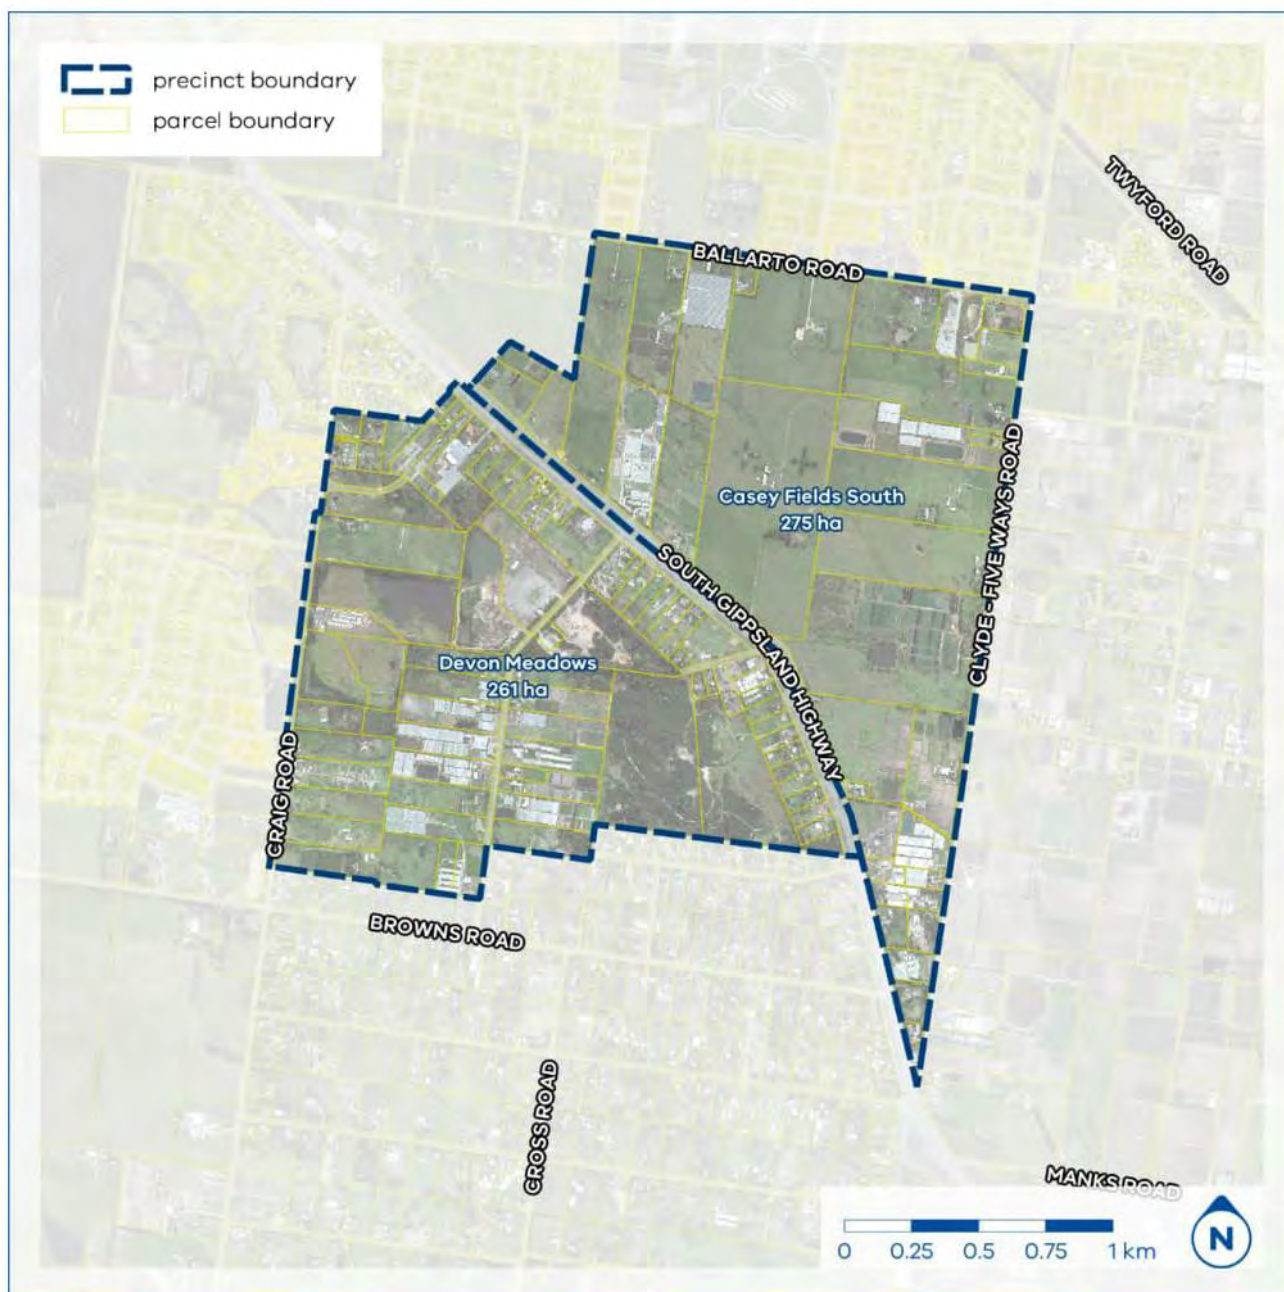 precinct boundary
parcel boundary
TWYFORD ROAD
BALLARTO ROAD
Casey Fields South
275 ha
CLYDE - FIVE WAYS ROAD
SOUTH GIPPSLAND HIGHWAY
Devon Meadows
261 ha
CRAIG ROAD
BROWNS ROAD
CROSS ROAD
MANKS ROAD
0 0.25 0.5 0.75 1 km
N